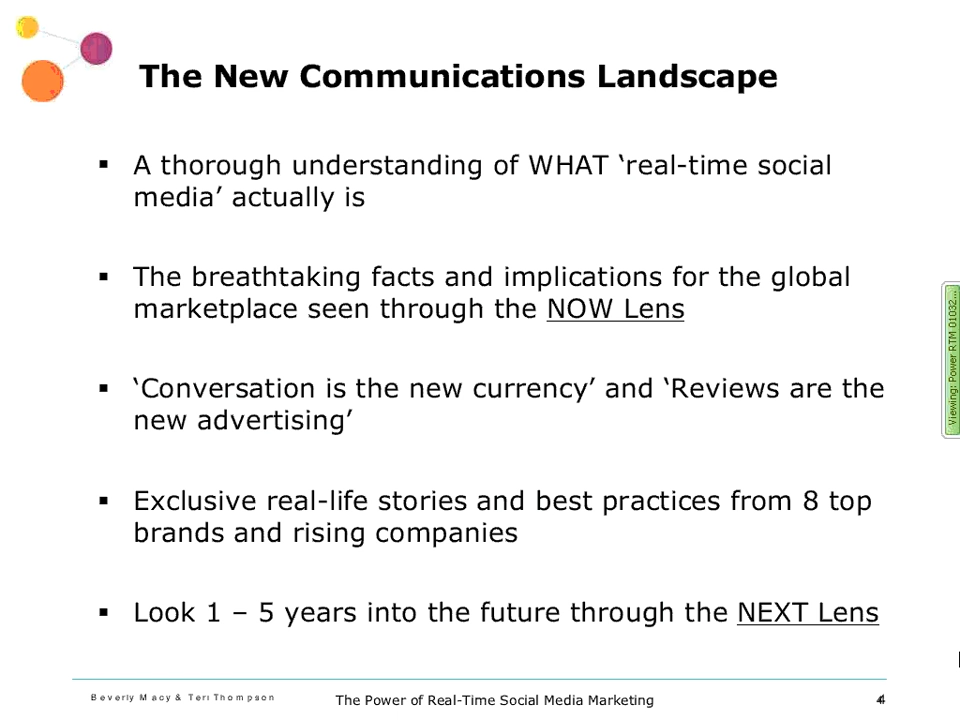 The New Communications Landscape
▪ A thorough understanding of WHAT ‘real-time social
media’ actually is
▪ The breathtaking facts and implications for the global
marketplace seen through the NOW Lens
▪ ‘Conversation is the new currency’ and ‘Reviews are the
new advertising’
▪ Exclusive real-life stories and best practices from 8 top
brands and rising companies
▪ Look 1 – 5 years into the future through the NEXT Lens
Viewing: Power RTM 01032...
Beverly Macy & Teri Thompson
The Power of Real-Time Social Media Marketing
4